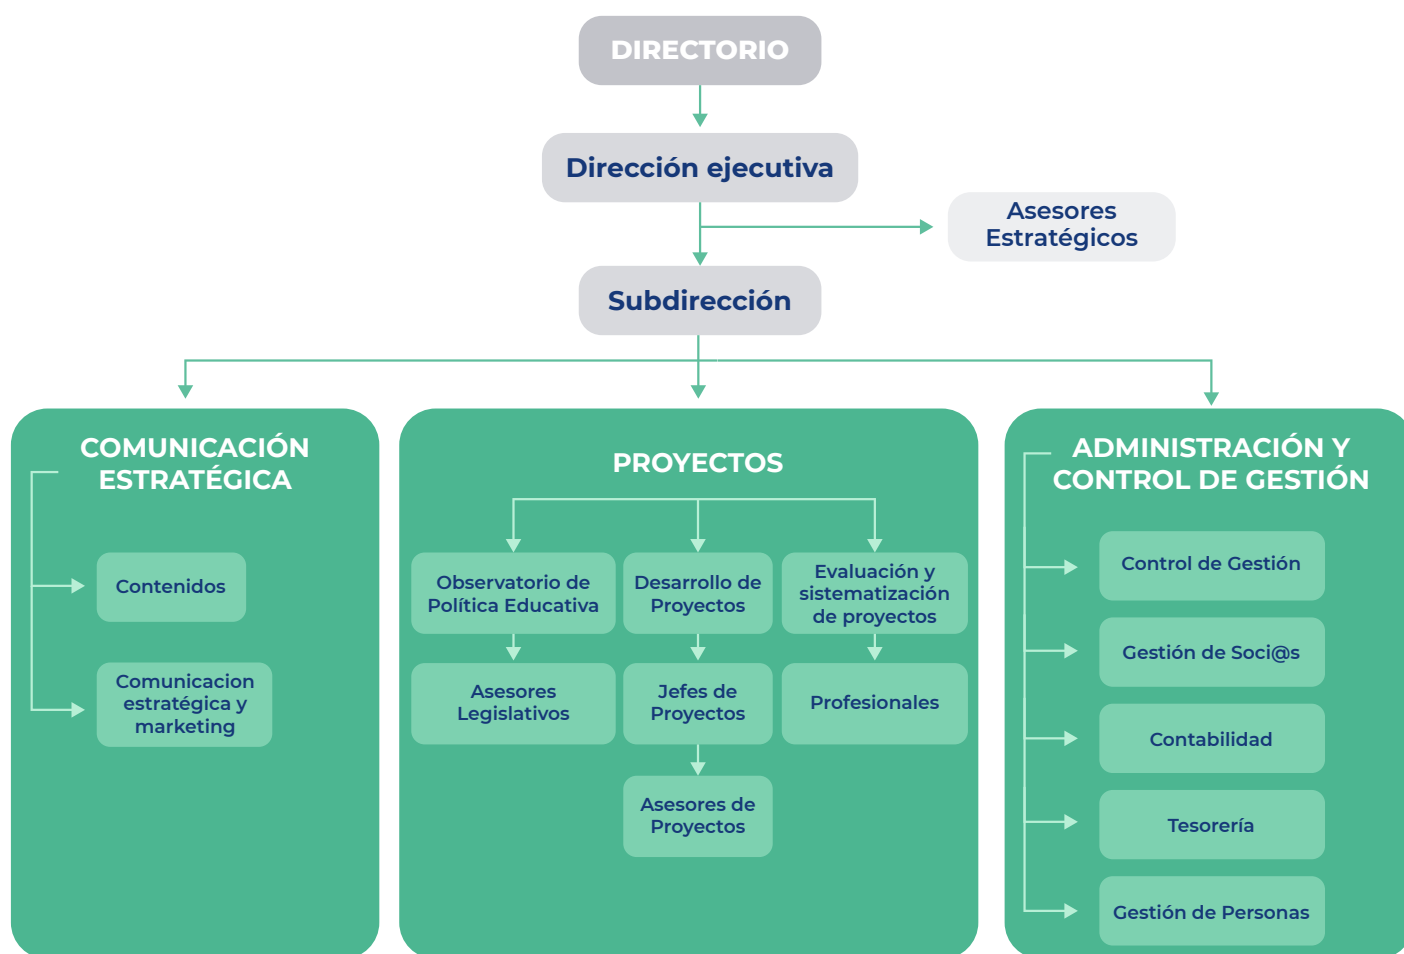 DIRECTORIO
Dirección ejecutiva
Asesores
Estratégicos
Subdirección
COMUNICACIÓN
ESTRATÉGICA
Contenidos
Comunicacion
estratégica y
marketing
PROYECTOS
Observatorio de
Política Educativa
Asesores
Legislativos
Desarrollo de
Proyectos
Jefes de
Proyectos
Asesores de
Proyectos
Evaluación y
sistematización
de proyectos
Profesionales
ADMINISTRACIÓN Y
CONTROL DE GESTIÓN
Control de Gestión
Gestión de Soci@s
Contabilidad
Tesorería
Gestión de Personas